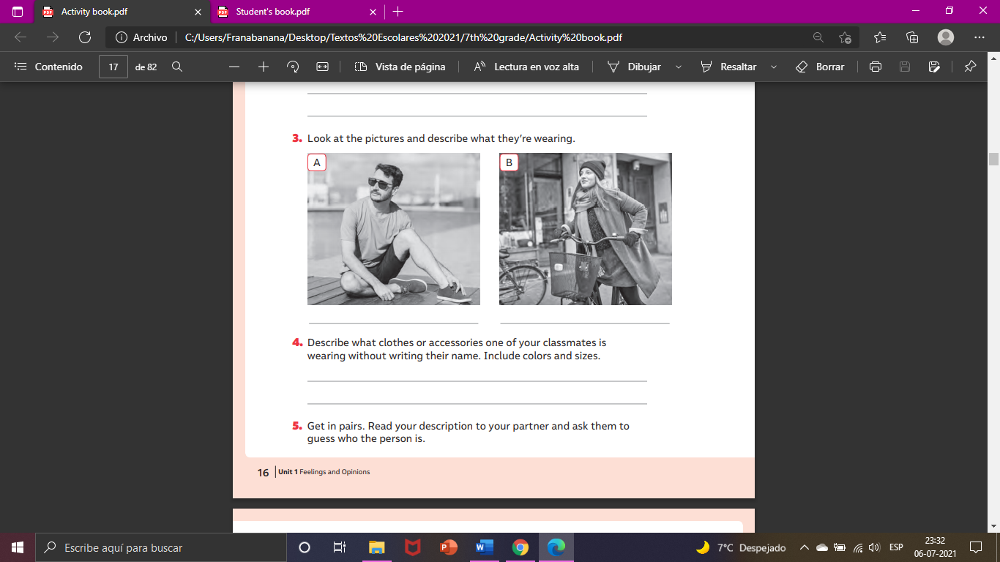 Activity book.pdf
Student's book.pdf
Archivo
C:/Users/Franabanana/Desktop/Textos%20Escolares%202021/7th%20grade/Activity%20book.pdf
Contenido
17
de 82
Vista de página
Lectura en voz alta
Dibujar
Resaltar
Borrar
3. Look at the pictures and describe what they're wearing.
A
B
4. Describe what clothes or accessories one of your classmates is
wearing without writing their name. Include colors and sizes.
5. Get in pairs. Read your description to your partner and ask them to
guess who the person is.
16 Unit 1 Feelings and Opinions
Escribe aquí para buscar
7°C Despejado
ESP
23:32
06-07-2021